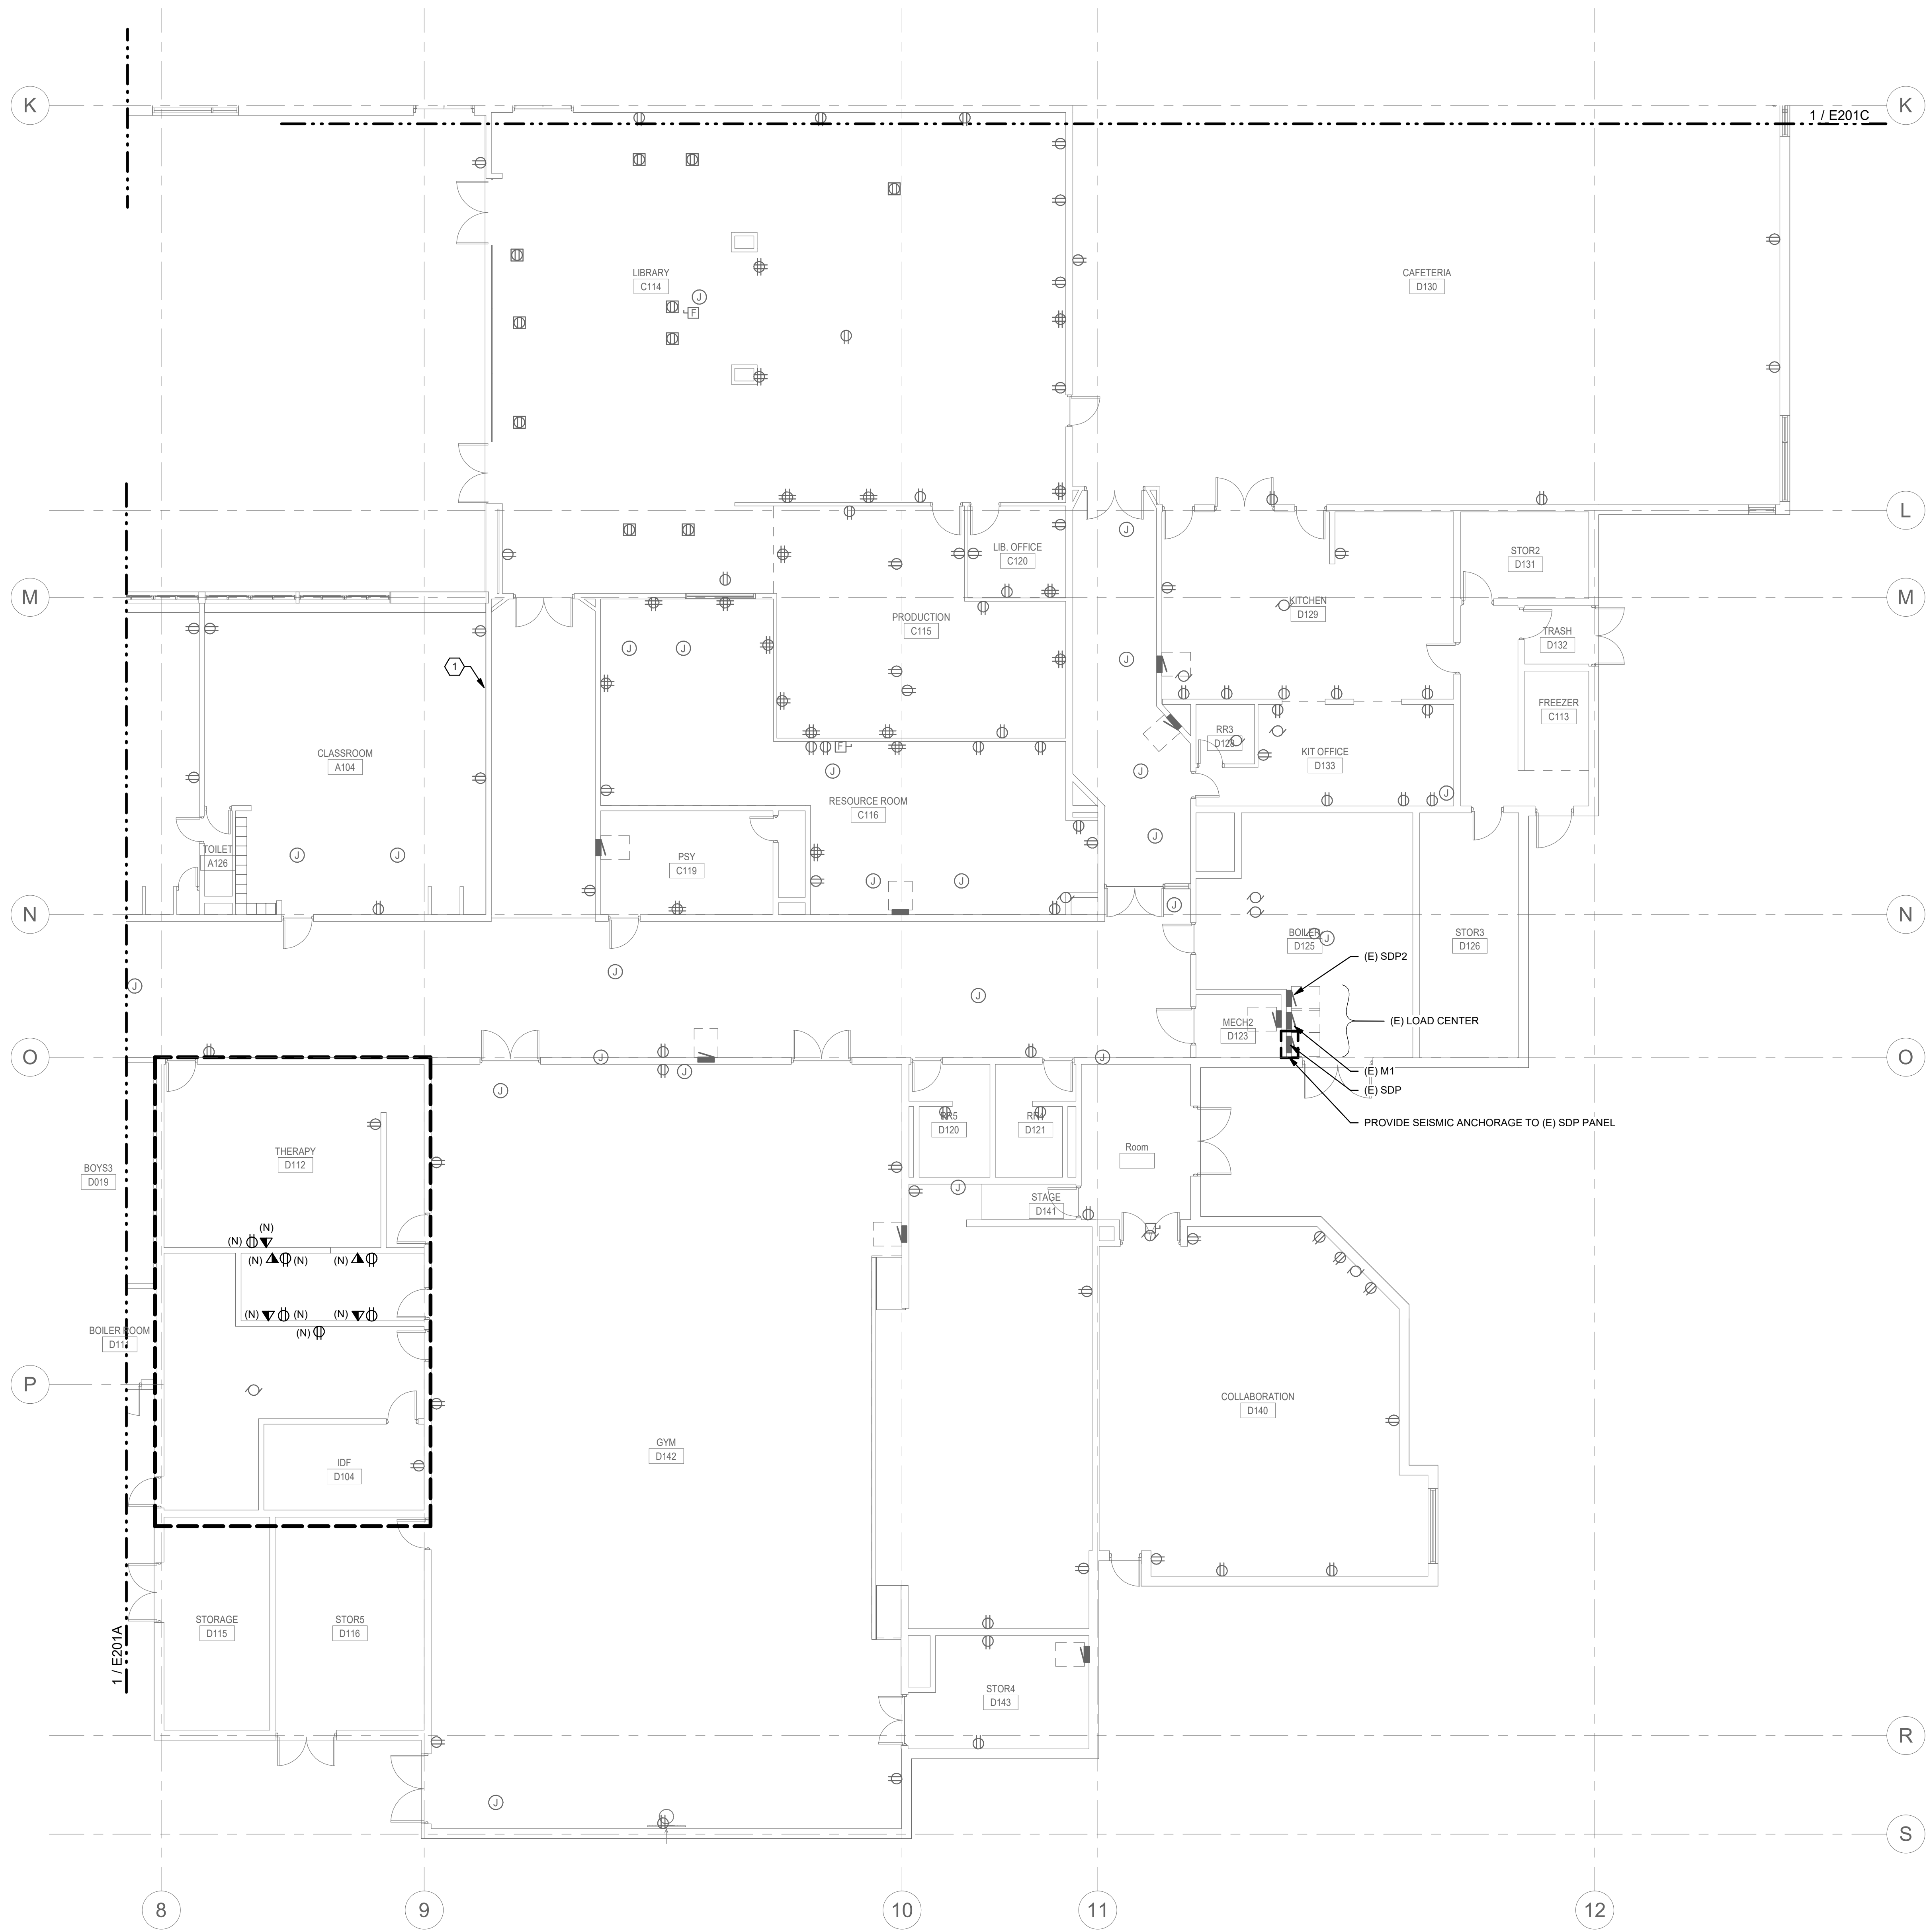 K
K
1 / E201C
LIBRARY
C114
CAFETERIA
D130
J
F
L
LIB. OFFICE
C120
STOR2
D131
J
M
M
KITCHEN
D129
PRODUCTION
C115
TRASH
D132
J
J
J
1
FREEZER
C113
RR3
D128
CLASSROOM
A104
KIT OFFICE
D133
F
J
J
RESOURCE ROOM
C116
J
J
TOILET
A126
J
J
PSY
C119
J
J
J
N
N
BOILER
D125
J
STOR3
D126
(E) SDP2
J
J
J
(E) LOAD CENTER
MECH2
D123
O
O
J
J
(E) M1
J
J
(E) SDP
RR5
D120
RR4
D121
PROVIDE SEISMIC ANCHORAGE TO (E) SDP PANEL
THERAPY
D112
Room
BOYS3
D019
J
STAGE
D141
(N)
(N)
(N)
(N)
(N)
(N)
(N)
(N)
(N)
BOILER ROOM
D111
P
COLLABORATION
D140
GYM
D142
IDF
D104
STORAGE
D115
STOR5
D116
1 / E201A
STOR4
D143
R
J
S
8
9
10
11
12